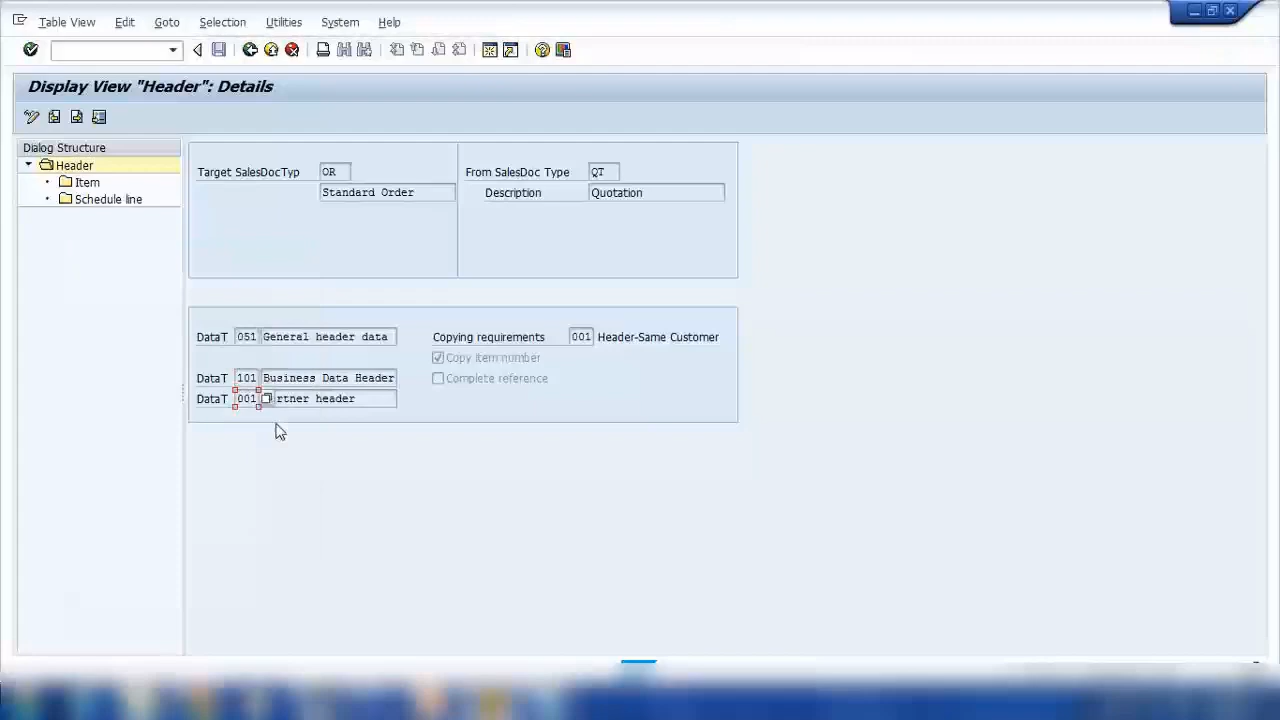 Table View Edit Goto Selection Utilities System Help
Display View "Header": Details
Dialog Structure
Header
Item
Schedule line
Target SalesDocTyp OR
Standard Order
From SalesDoc Type QT
Description Quotation
DataT 051 General header data
Copying requirements 001 Header-Same Customer
Copy item number
DataT 101 Business Data Header
Complete reference
DataT 001 rtner header